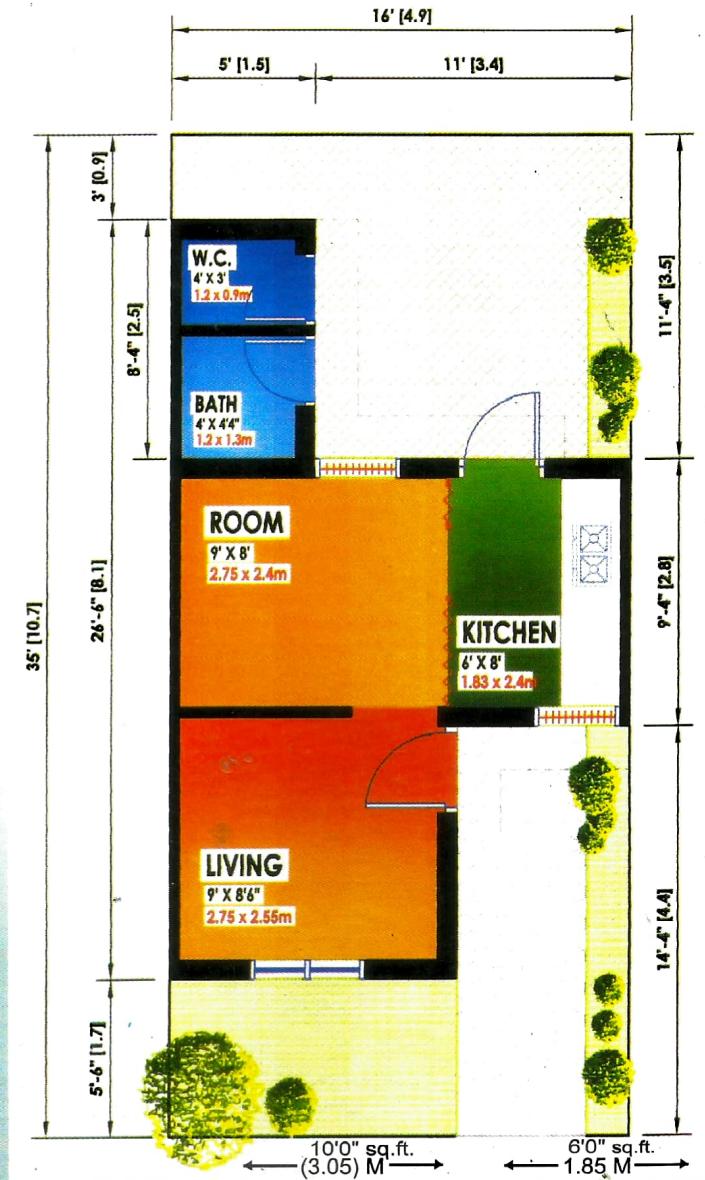 16' [4.9]
5' [1.5]
11' [3.4]
3' [0.9]
8'-4" [2.5]
26'-6" [8.1]
35' [10.7]
5'-6" [1.7]
11'-4" [3.5]
9'-4" [2.8]
14'-4" [4.4]
W.C.
4' X 3'
1.2 x 0.9m
BATH
4' X 4'4"
1.2 x 1.3m
ROOM
9' X 8'
2.75 x 2.4m
KITCHEN
6' X 8'
1.83 x 2.4m
LIVING
9' X 8'6"
2.75 x 2.55m
10'0" sq.ft.
(3.05) M
6'0" sq.ft.
1.85 M